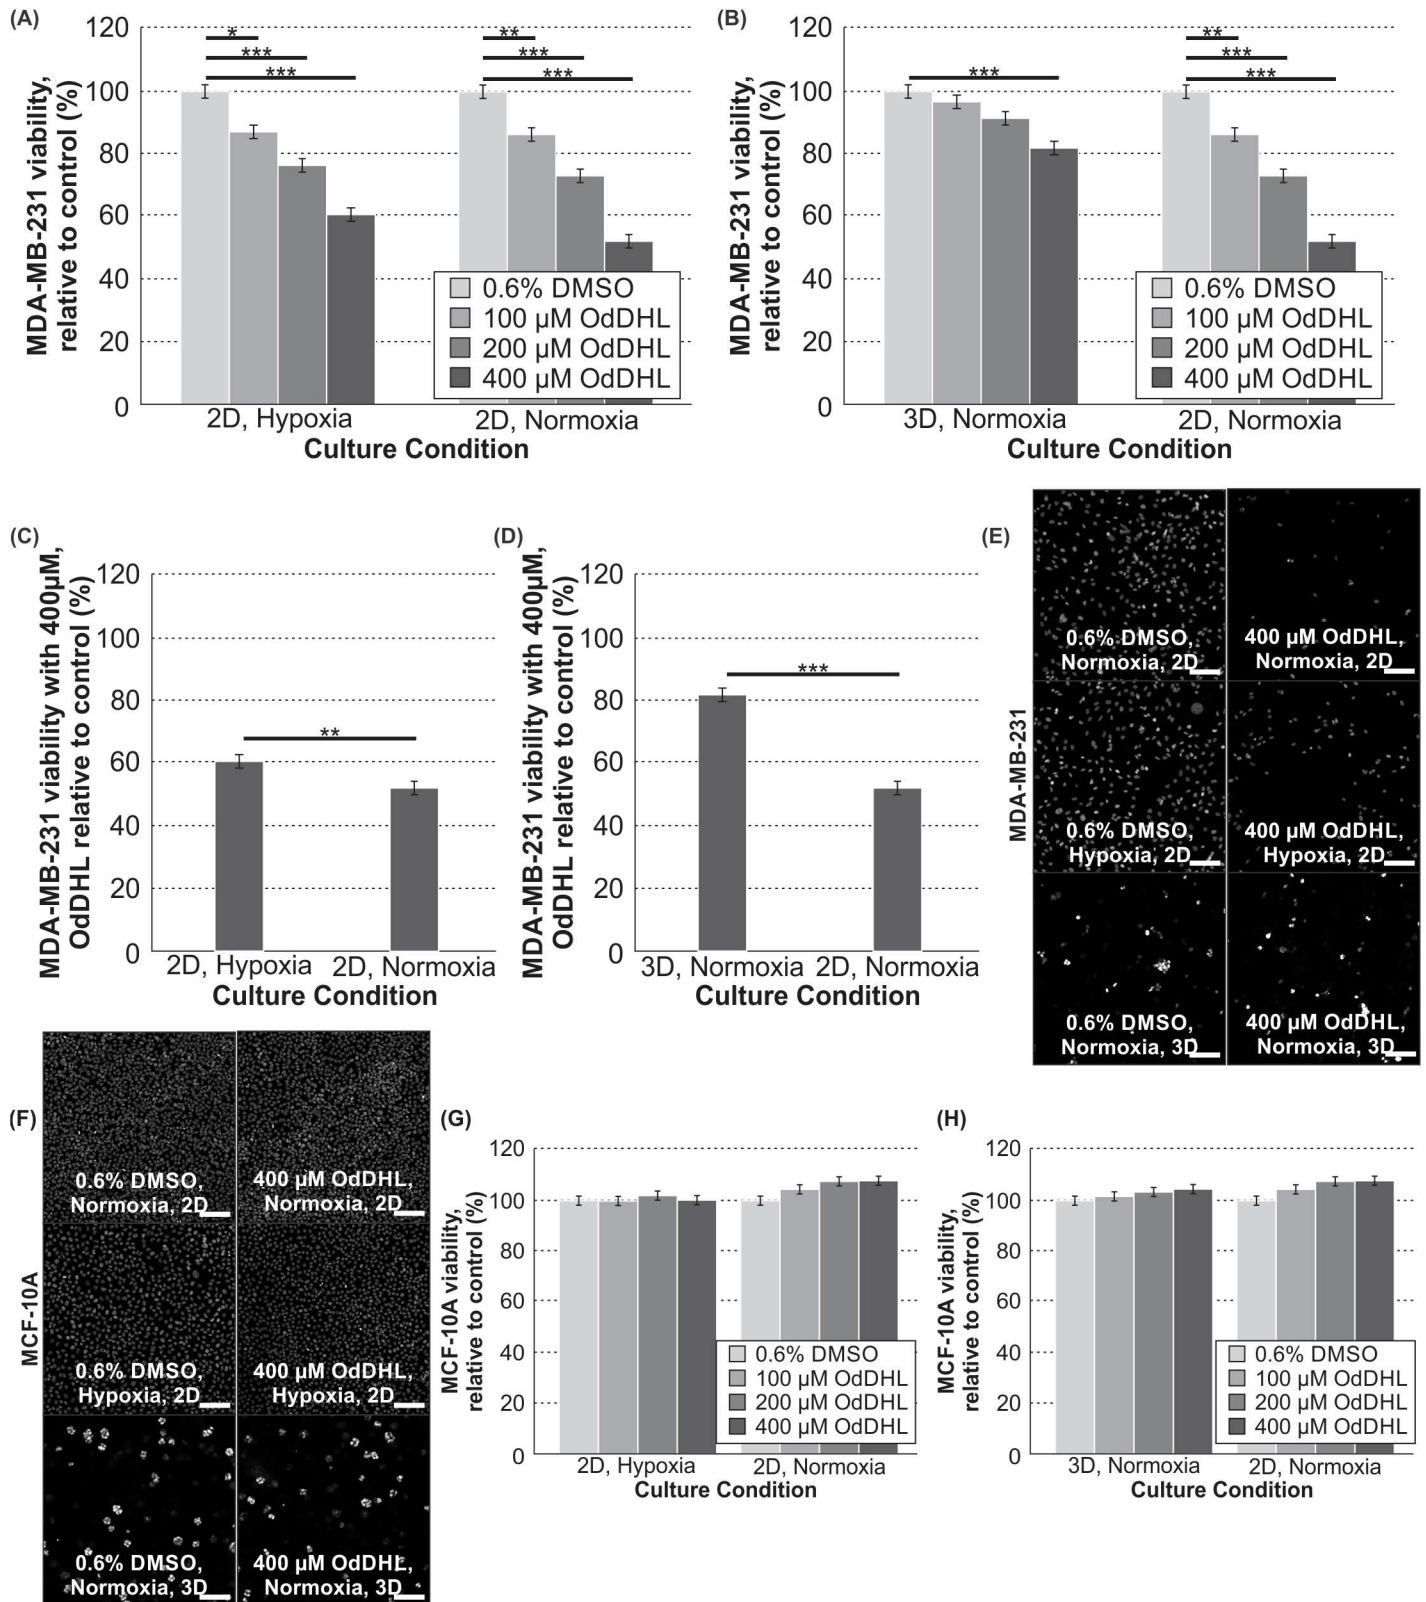 (A)
MDA-MB-231 viability,
relative to control (%)
120
100
80
60
40
20
0
*
***
***
**
***
***
0.6% DMSO
100 µM OdDHL
200 µM OdDHL
400 µM OdDHL
2D, Hypoxia
2D, Normoxia
Culture Condition
(B)
MDA-MB-231 viability,
relative to control (%)
120
100
80
60
40
20
0
***
**
***
***
0.6% DMSO
100 µM OdDHL
200 µM OdDHL
400 µM OdDHL
3D, Normoxia
2D, Normoxia
Culture Condition
(C)
MDA-MB-231 viability with 400µM,
OdDHL relative to control (%)
120
100
80
60
40
20
0
**
2D, Hypoxia
2D, Normoxia
Culture Condition
(D)
MDA-MB-231 viability with 400µM,
OdDHL relative to control (%)
120
100
80
60
40
20
0
***
3D, Normoxia
2D, Normoxia
Culture Condition
(E)
MDA-MB-231
0.6% DMSO,
Normoxia, 2D
400 µM OdDHL,
Normoxia, 2D
0.6% DMSO,
Hypoxia, 2D
400 µM OdDHL,
Hypoxia, 2D
0.6% DMSO,
Normoxia, 3D
400 µM OdDHL,
Normoxia, 3D
(F)
MCF-10A
0.6% DMSO,
Normoxia, 2D
400 µM OdDHL,
Normoxia, 2D
0.6% DMSO,
Hypoxia, 2D
400 µM OdDHL,
Hypoxia, 2D
0.6% DMSO,
Normoxia, 3D
400 µM OdDHL,
Normoxia, 3D
(G)
MCF-10A viability,
relative to control (%)
120
100
80
60
40
20
0
0.6% DMSO
100 µM OdDHL
200 µM OdDHL
400 µM OdDHL
2D, Hypoxia
2D, Normoxia
Culture Condition
(H)
MCF-10A viability,
relative to control (%)
120
100
80
60
40
20
0
0.6% DMSO
100 µM OdDHL
200 µM OdDHL
400 µM OdDHL
3D, Normoxia
2D, Normoxia
Culture Condition